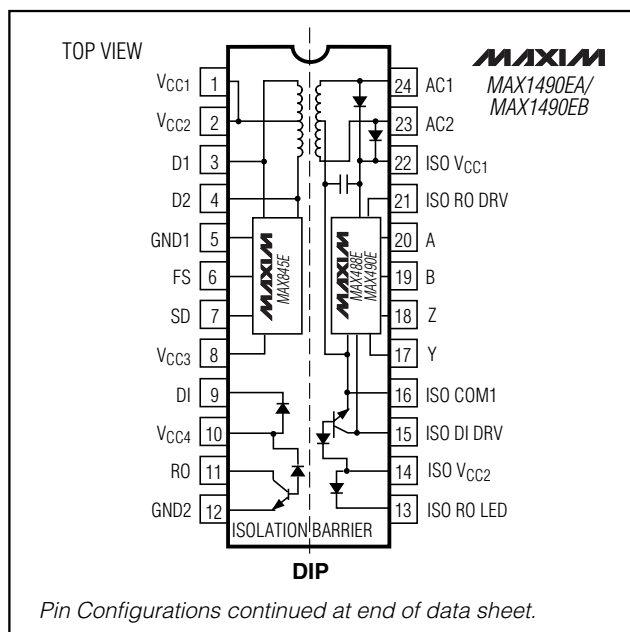 TOP VIEW
MAXIM
MAX1490EA/
MAX1490EB
VCC1 1
VCC2 2
D1 3
D2 4
GND1 5
FS 6
SD 7
VCC3 8
DI 9
VCC4 10
RO 11
GND2 12
MAXIM
MAX845E
MAXIM
MAX488E
MAX490E
24 AC1
23 AC2
22 ISO VCC1
21 ISO RO DRV
20 A
19 B
18 Z
17 Y
16 ISO COM1
15 ISO DI DRV
14 ISO VCC2
13 ISO RO LED
ISOLATION BARRIER
DIP
Pin Configurations continued at end of data sheet.